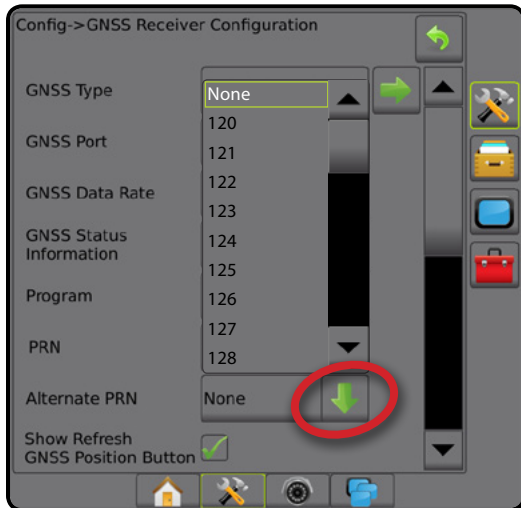 Config->GNSS Receiver Configuration
GNSS Type
None
120
GNSS Port
121
122
GNSS Data Rate
123
GNSS Status
Information
124
125
Program
126
127
PRN
128
Alternate PRN
None
Show Refresh
GNSS Position Button